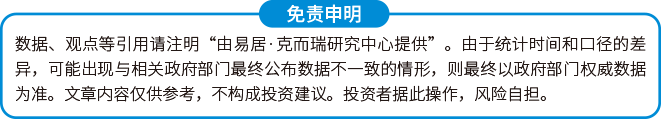 免责申明
数据、观点等引用请注明“由易居·克而瑞研究中心提供”。由于统计时间和口径的差
异，可能出现与相关政府部门最终公布数据不一致的情形，则最终以政府部门权威数据
为准。文章内容仅供参考，不构成投资建议。投资者据此操作，风险自担。